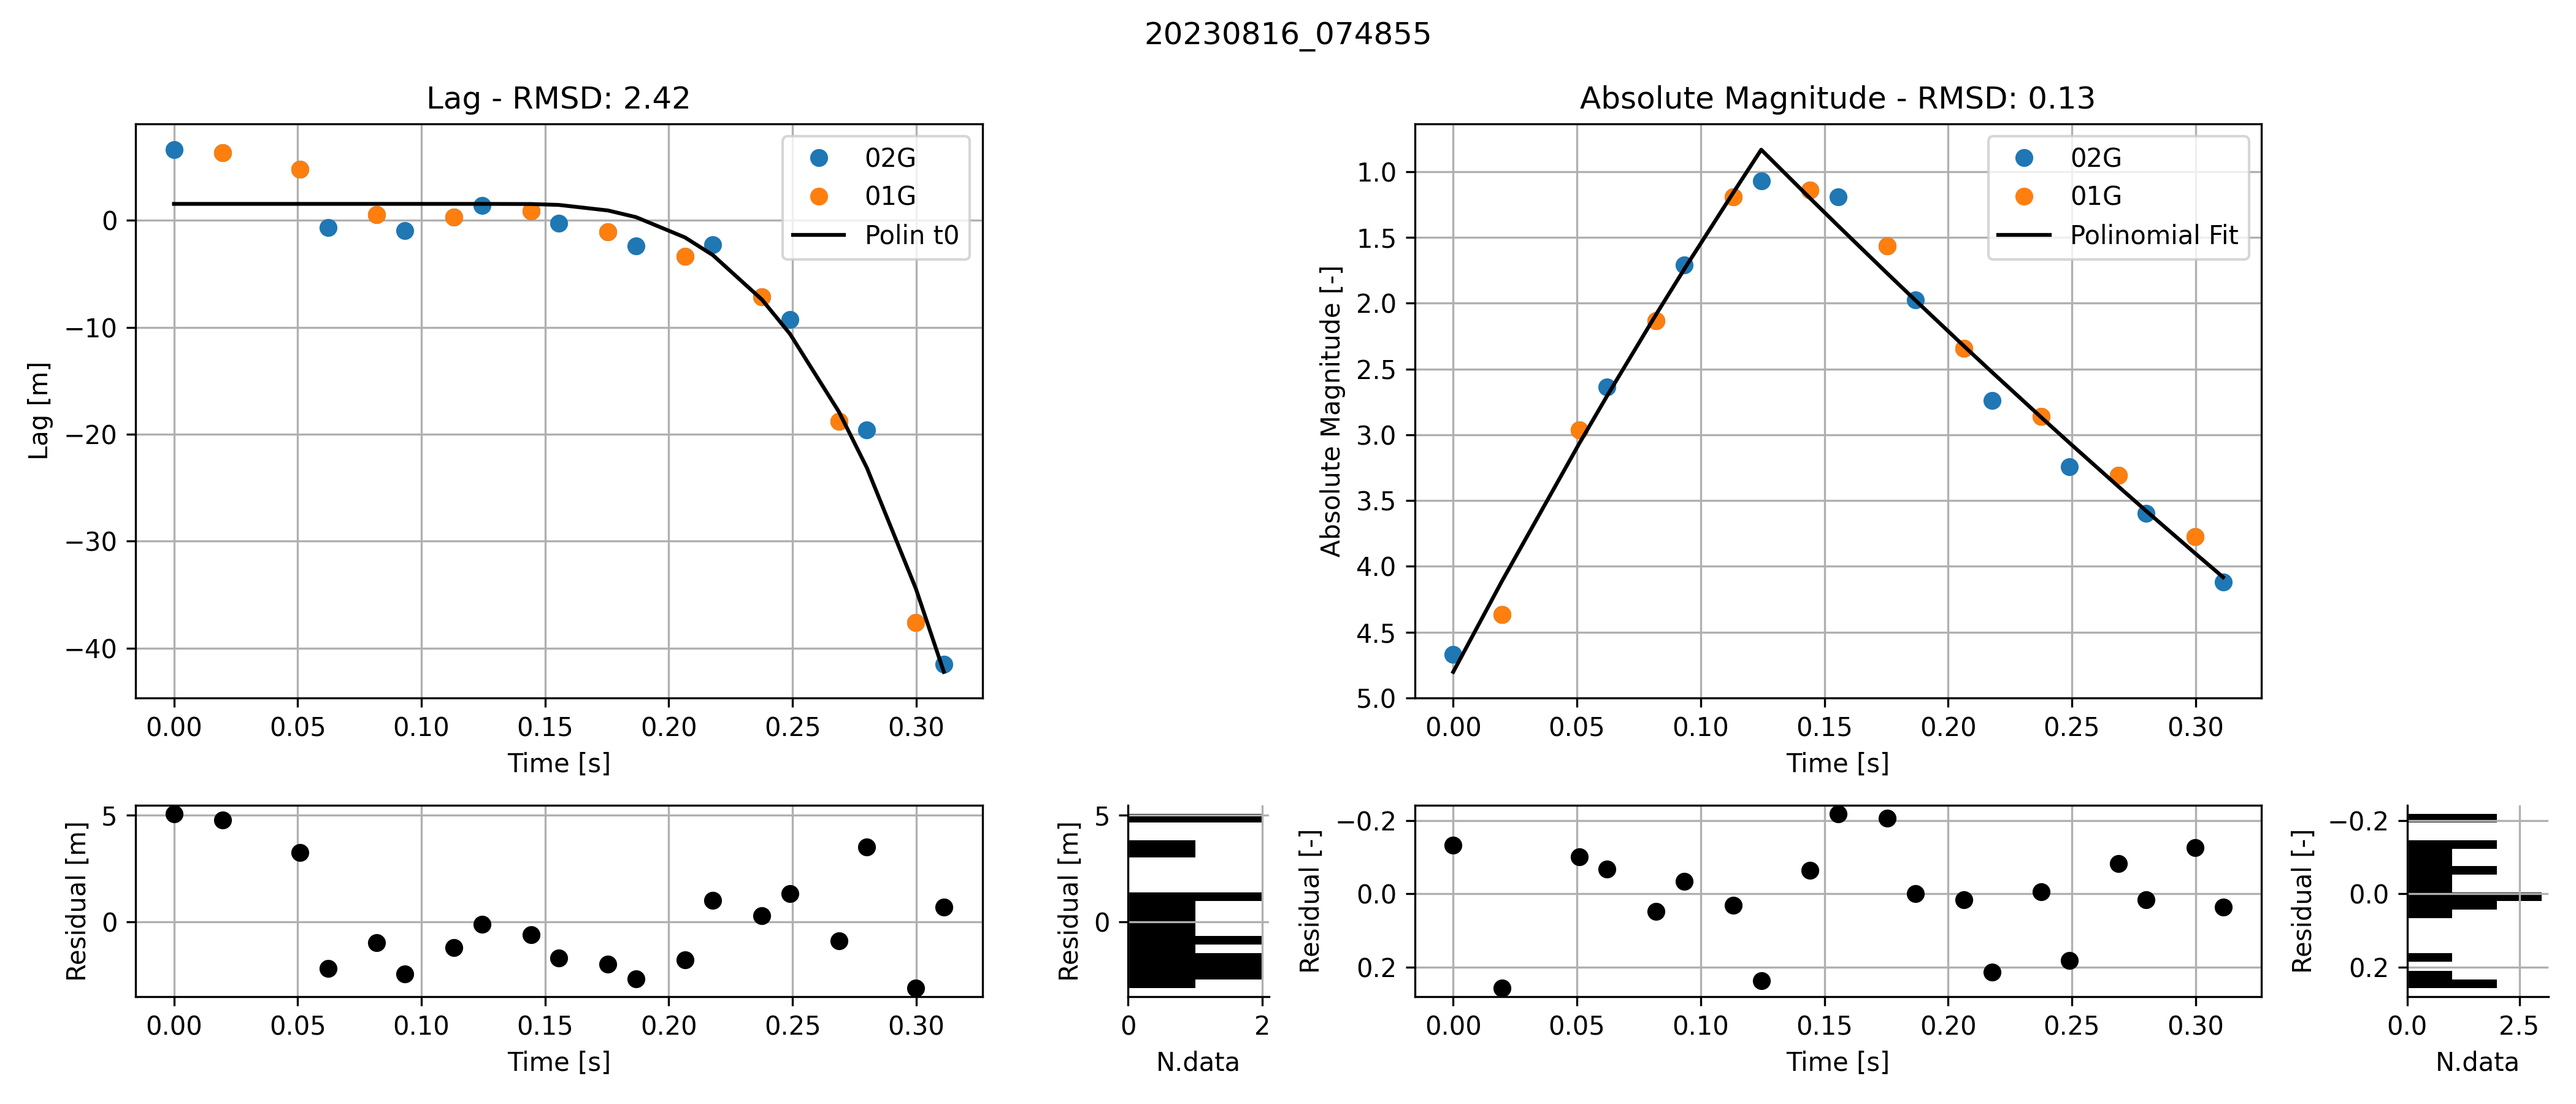 20230816_074855
Lag - RMSD: 2.42
02G
01G
Polin t0
0
−10
−20
−30
−40
Lag [m]
0.00 0.05 0.10 0.15 0.20 0.25 0.30
Time [s]
Absolute Magnitude - RMSD: 0.13
02G
01G
Polinomial Fit
1.0
1.5
2.0
2.5
3.0
3.5
4.0
4.5
5.0
Absolute Magnitude [-]
0.00 0.05 0.10 0.15 0.20 0.25 0.30
Time [s]
5
0
Residual [m]
0.00 0.05 0.10 0.15 0.20 0.25 0.30
Time [s]
5
0
Residual [m]
0 2
N.data
−0.2
0.0
0.2
Residual [-]
0.00 0.05 0.10 0.15 0.20 0.25 0.30
Time [s]
−0.2
0.0
0.2
Residual [-]
0.0 2.5
N.data